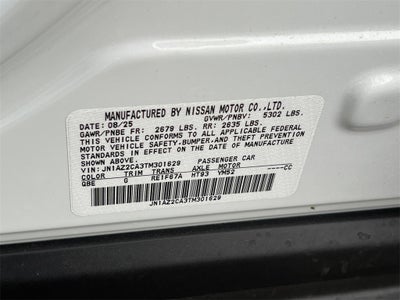 MANUFACTURED BY NISSAN MOTOR CO.,LTD.
DATE: 08/25 GVWR/PNBV: 5302 LBS.
GAWR/PNBE FR: 2679 LBS. RR: 2635 LBS.
THIS VEHICLE CONFORMS TO ALL APPLICABLE FEDERAL
MOTOR VEHICLE SAFETY, BUMPER, AND THEFT
PREVENTION STANDARDS IN EFFECT ON THE DATE OF MANUFACTURE
SHOWN ABOVE.
VIN: JN1AZ2CA3TM301629 PASSENGER CAR
COLOR TRIM TRANS AXLE MOTOR ----CC
QBE G RE1F67A HT93 YM52
JN1AZ2CA3TM301629